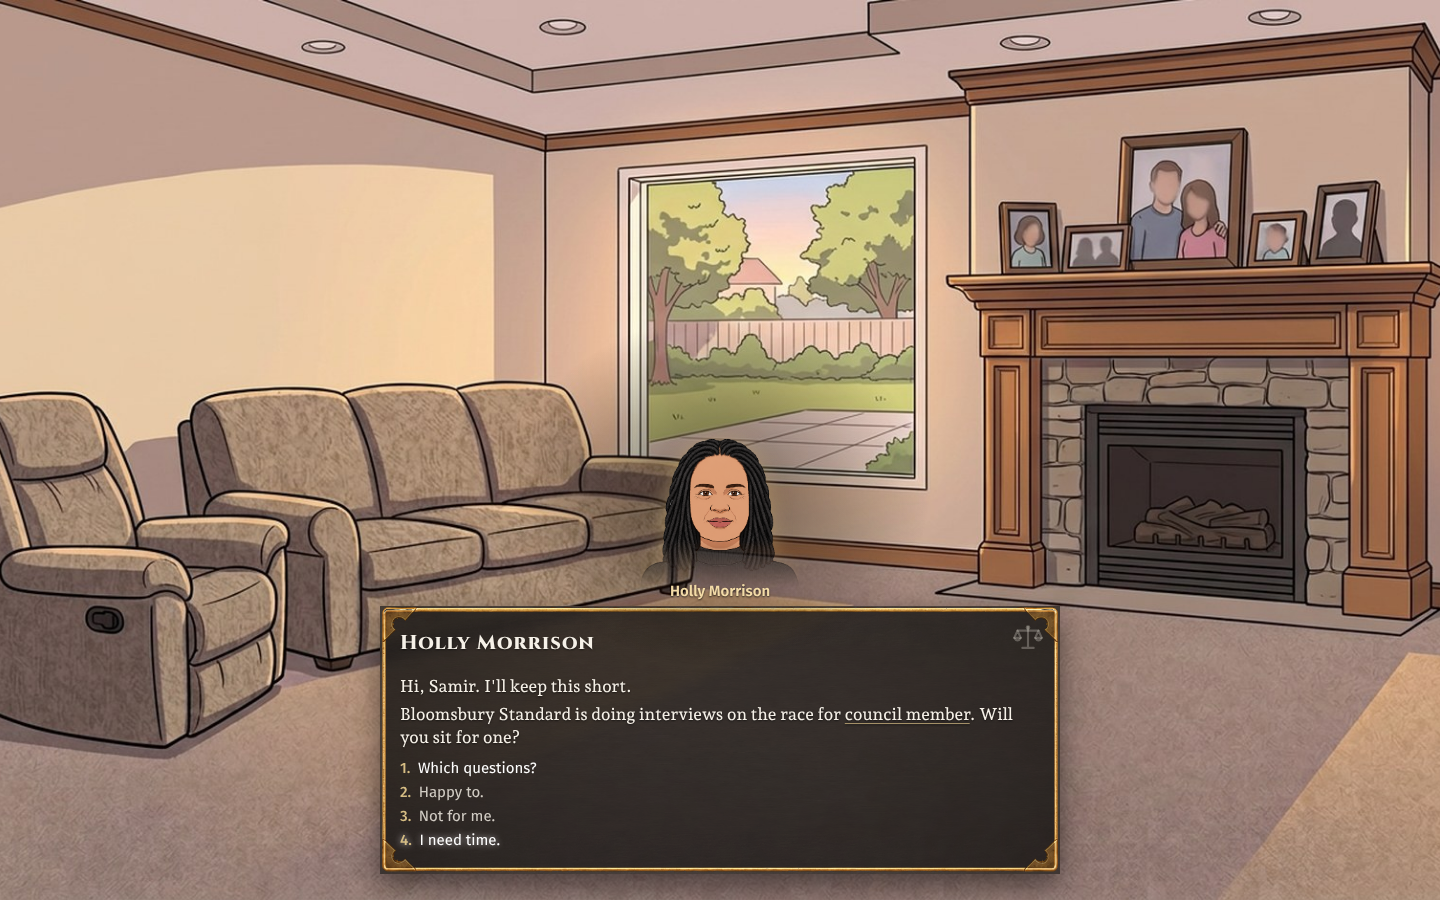 Holly Morrison
Holly Morrison
Hi, Samir. I'll keep this short.
Bloomsbury Standard is doing interviews on the race for council member. Will
you sit for one?
1. Which questions?
2. Happy to.
3. Not for me.
4. I need time.